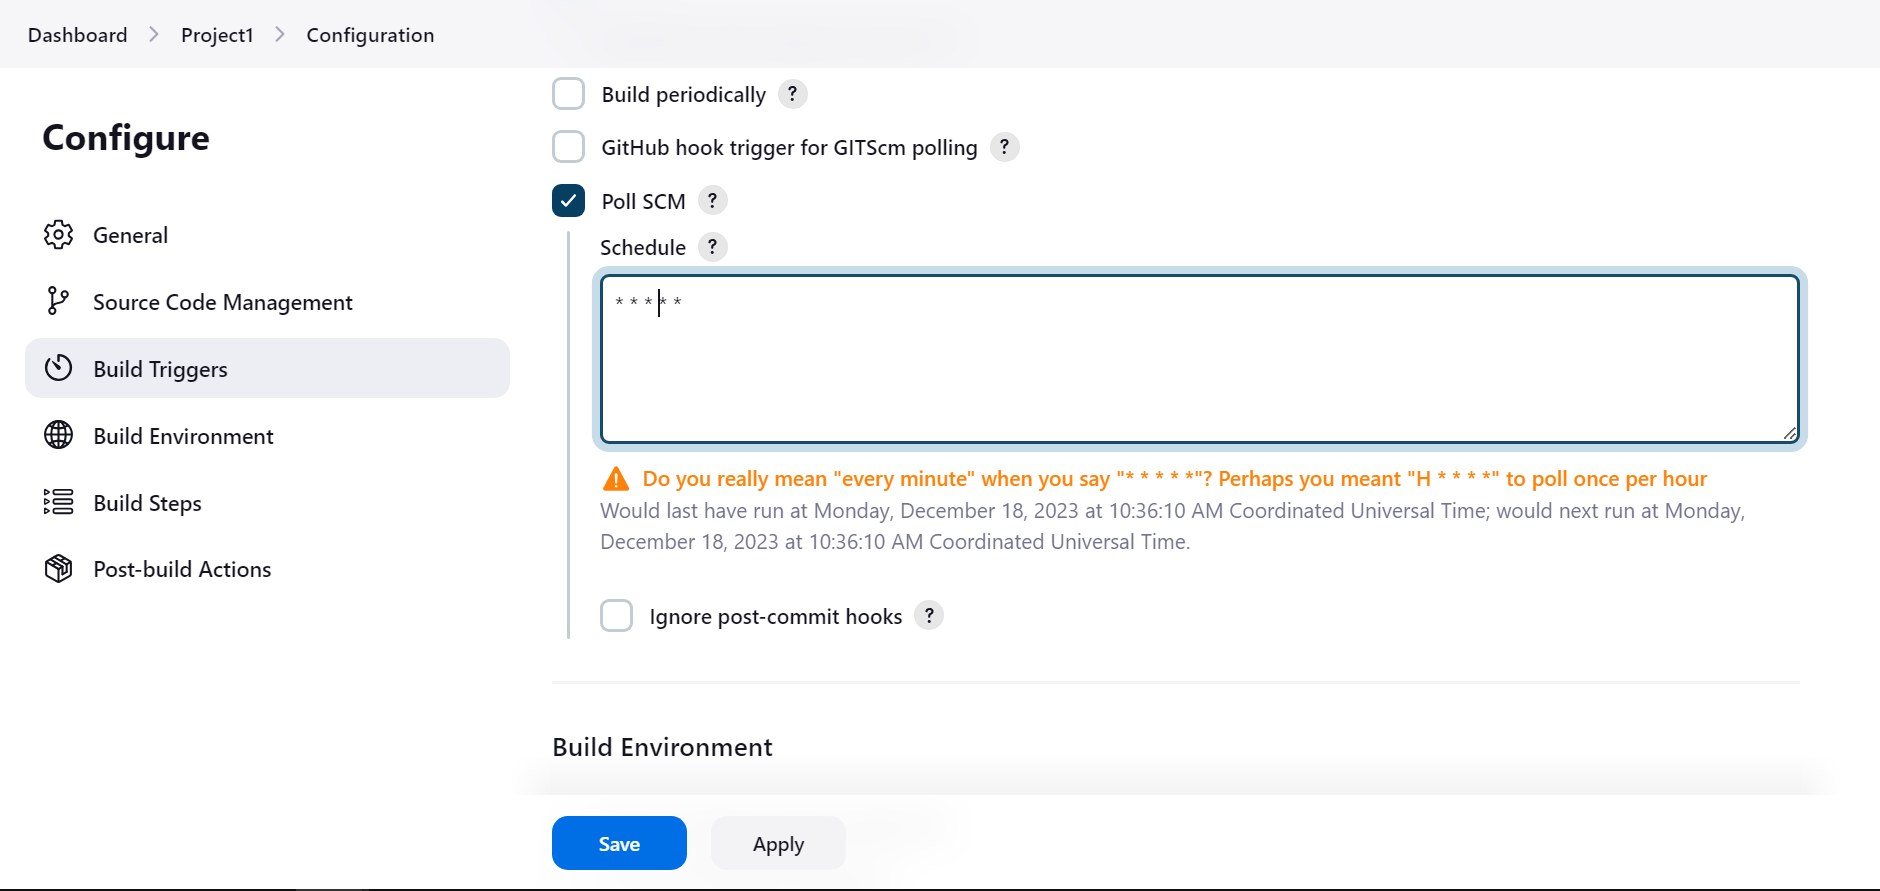 Dashboard > Project1 > Configuration
Configure
General
Source Code Management
Build Triggers
Build Environment
Build Steps
Post-build Actions
Build periodically ?
GitHub hook trigger for GITScm polling ?
Poll SCM ?
Schedule ?
* * * * *
Do you really mean "every minute" when you say "* * * * *"? Perhaps you meant "H * * * *" to poll once per hour
Would last have run at Monday, December 18, 2023 at 10:36:10 AM Coordinated Universal Time; would next run at Monday,
December 18, 2023 at 10:36:10 AM Coordinated Universal Time.
Ignore post-commit hooks ?
Build Environment
Save Apply